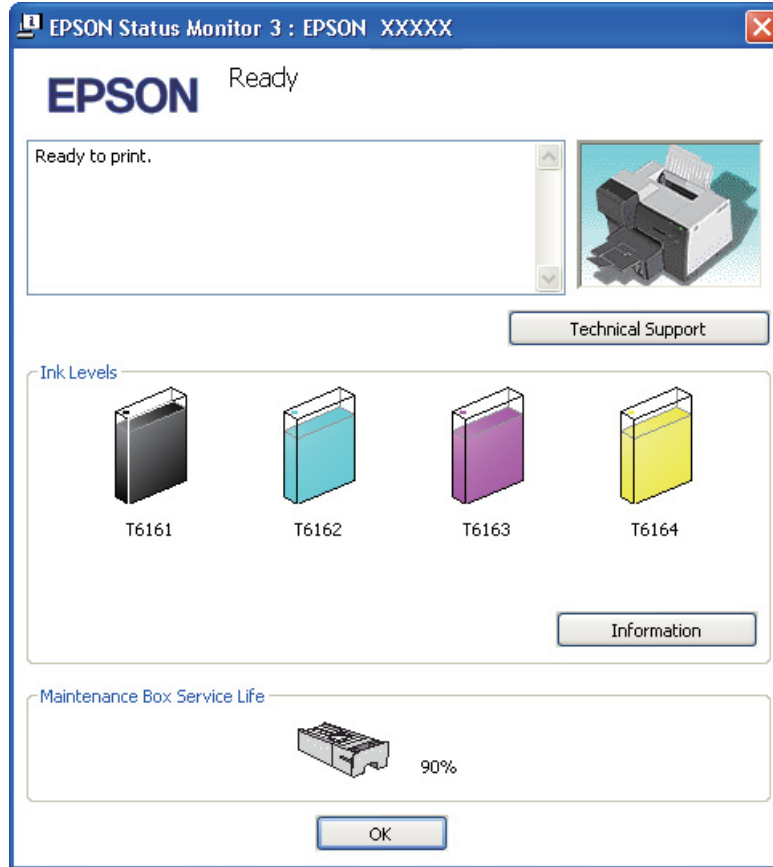 EPSON Status Monitor 3 : EPSON XXXXX
EPSON
Ready
Ready to print.
Technical Support
Ink Levels
T6161
T6162
T6163
T6164
Information
Maintenance Box Service Life
90%
OK